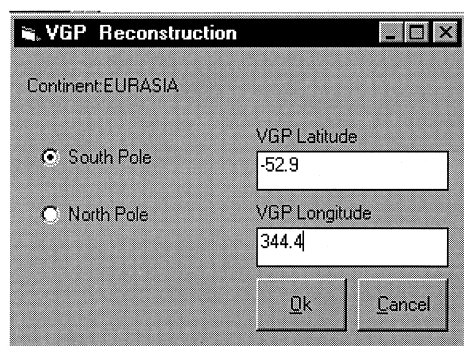 VGP Reconstruction
Continent:EURASIA
South Pole
North Pole
VGP Latitude
-52.9
VGP Longitude
344.4
Ok
Cancel